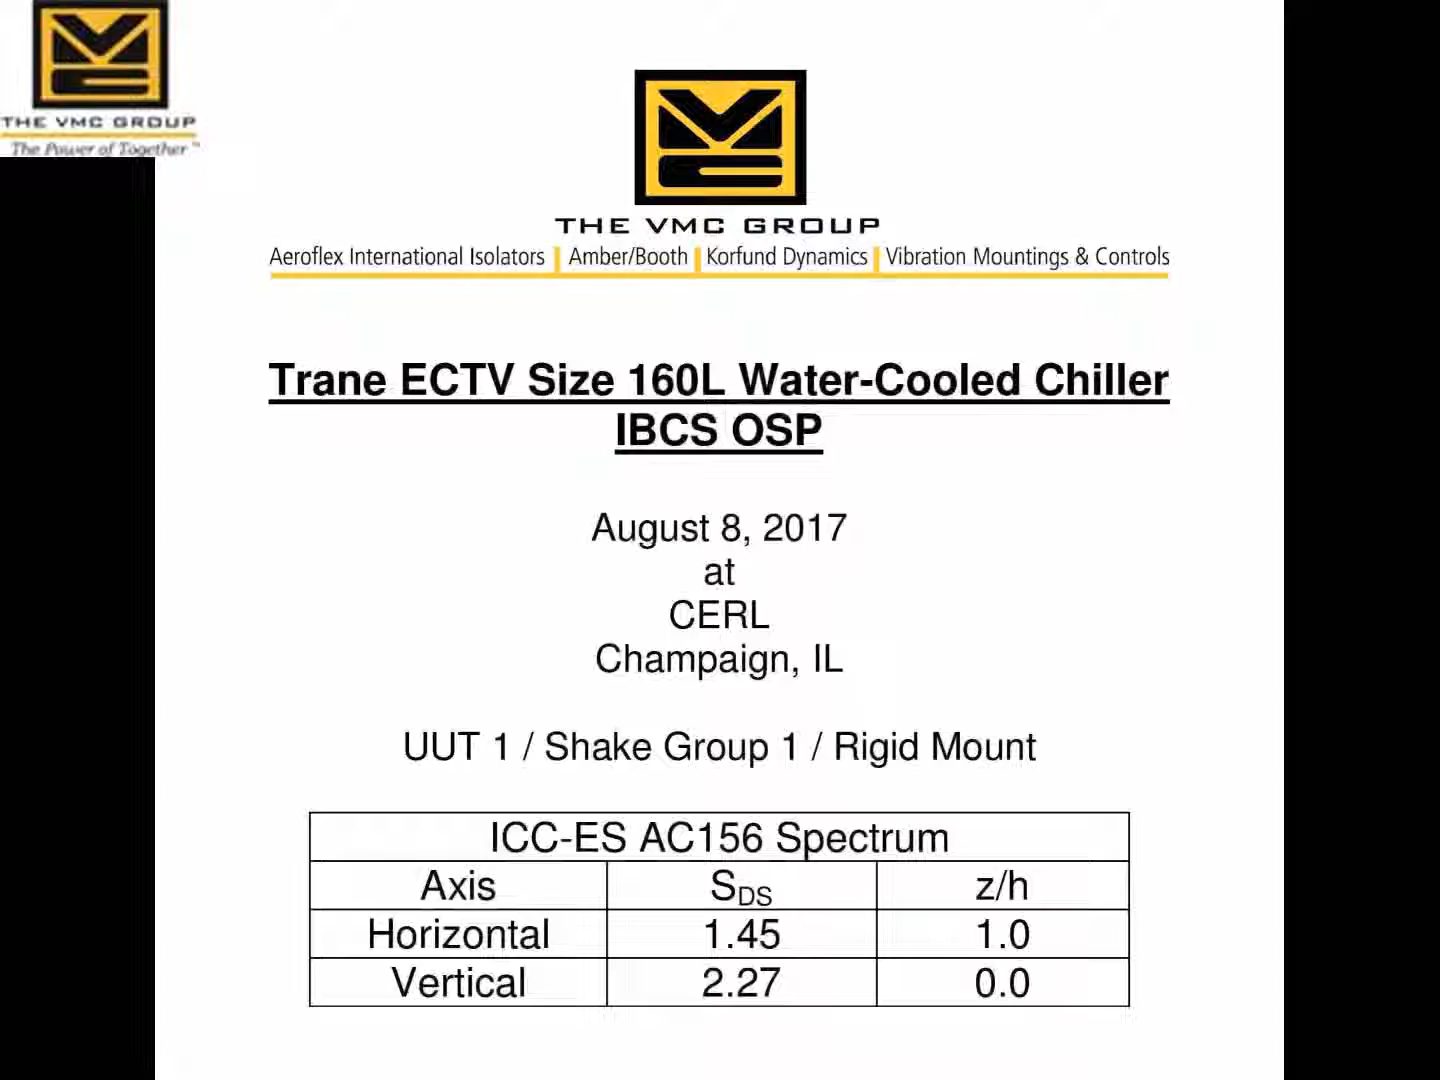 THE VMC GROUP
The Power of Together™
THE VMC GROUP
Aeroflex International Isolators | Amber/Booth | Korfund Dynamics | Vibration Mountings & Controls
Trane ECTV Size 160L Water-Cooled Chiller
IBCS OSP
August 8, 2017
at
CERL
Champaign, IL
UUT 1 / Shake Group 1 / Rigid Mount
ICC-ES AC156 Spectrum
Axis SDS z/h
Horizontal 1.45 1.0
Vertical 2.27 0.0